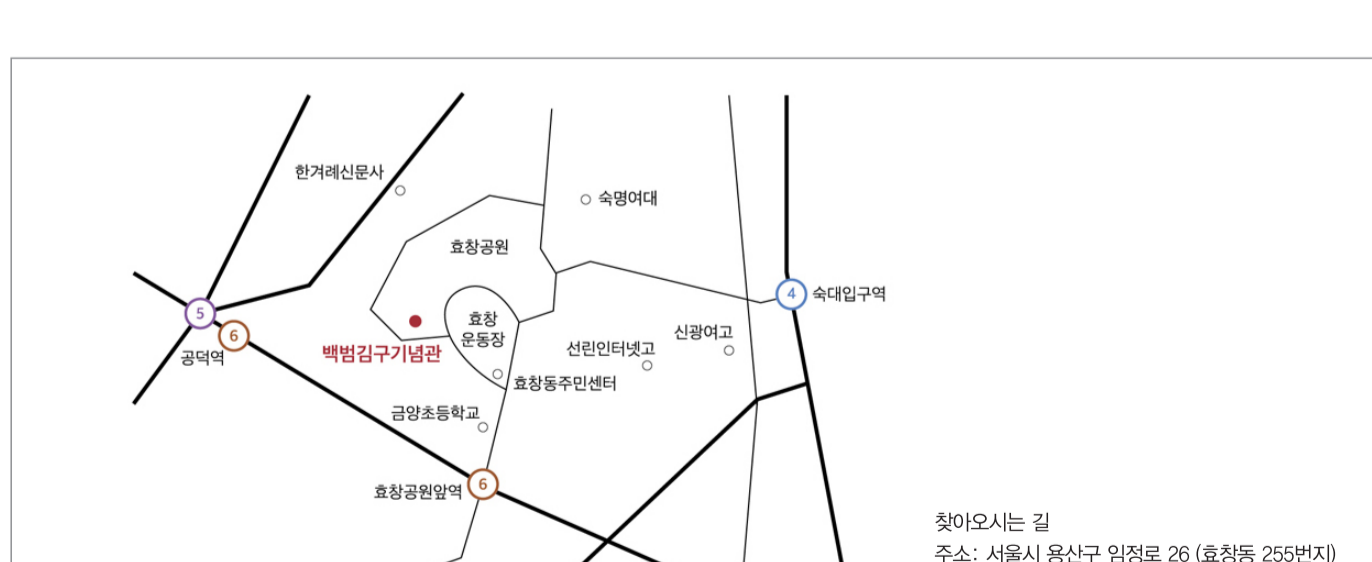 한겨레신문사
숙명여대
효창공원
4
숙대입구역
5
6
효창
운동장
신광여고
선린인터넷고
공덕역
백범김구기념관
효창동주민센터
금양초등학교
6
효창공원앞역
찾아오시는 길
주소: 서울시 용산구 임정로 26 (효창동 255번지)